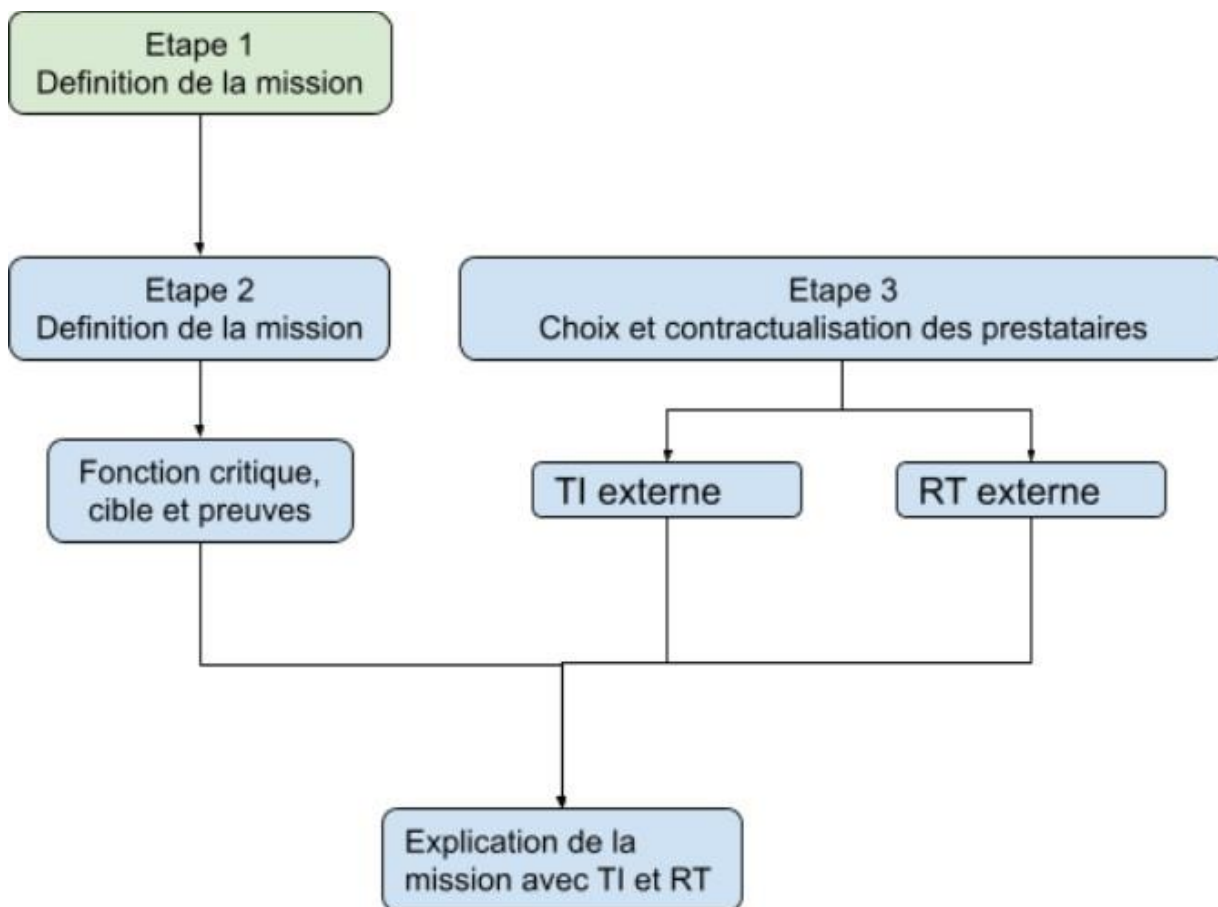 Etape 1
Definition de la mission
Etape 2
Definition de la mission
Etape 3
Choix et contractualisation des prestataires
Fonction critique,
cible et preuves
TI externe
RT externe
Explication de la
mission avec TI et RT